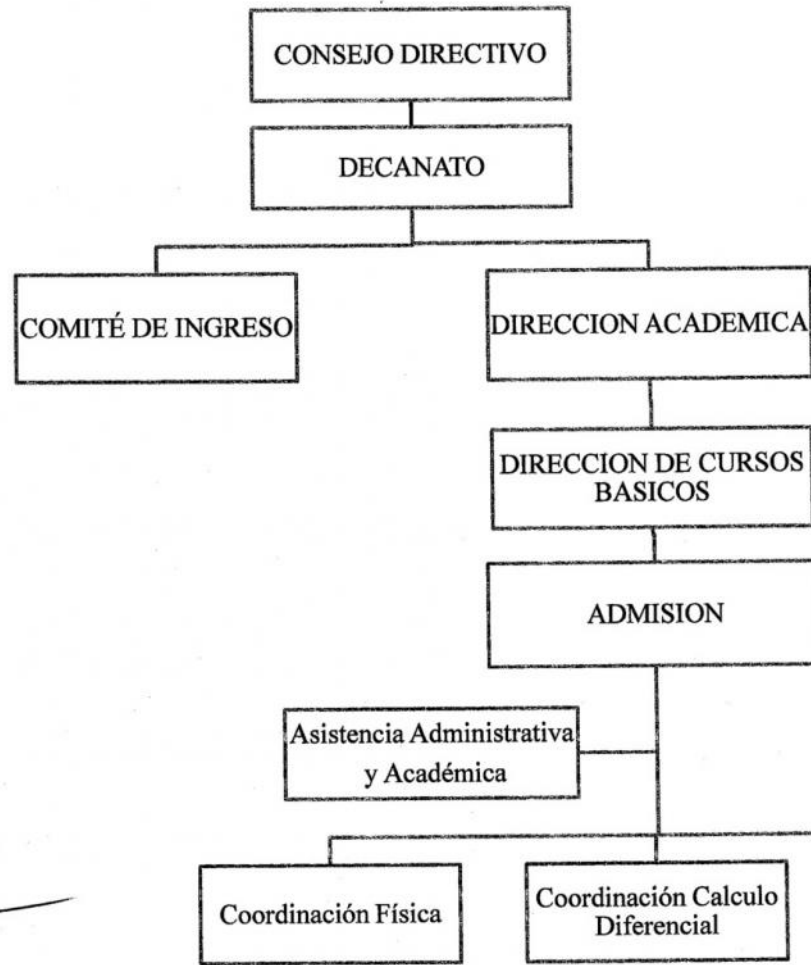 CONSEJO DIRECTIVO
DECANATO
COMITÉ DE INGRESO
DIRECCION ACADEMICA
DIRECCION DE CURSOS
BASICOS
ADMISION
Asistencia Administrativa
y Académica
Coordinación Física
Coordinación Calculo
Diferencial